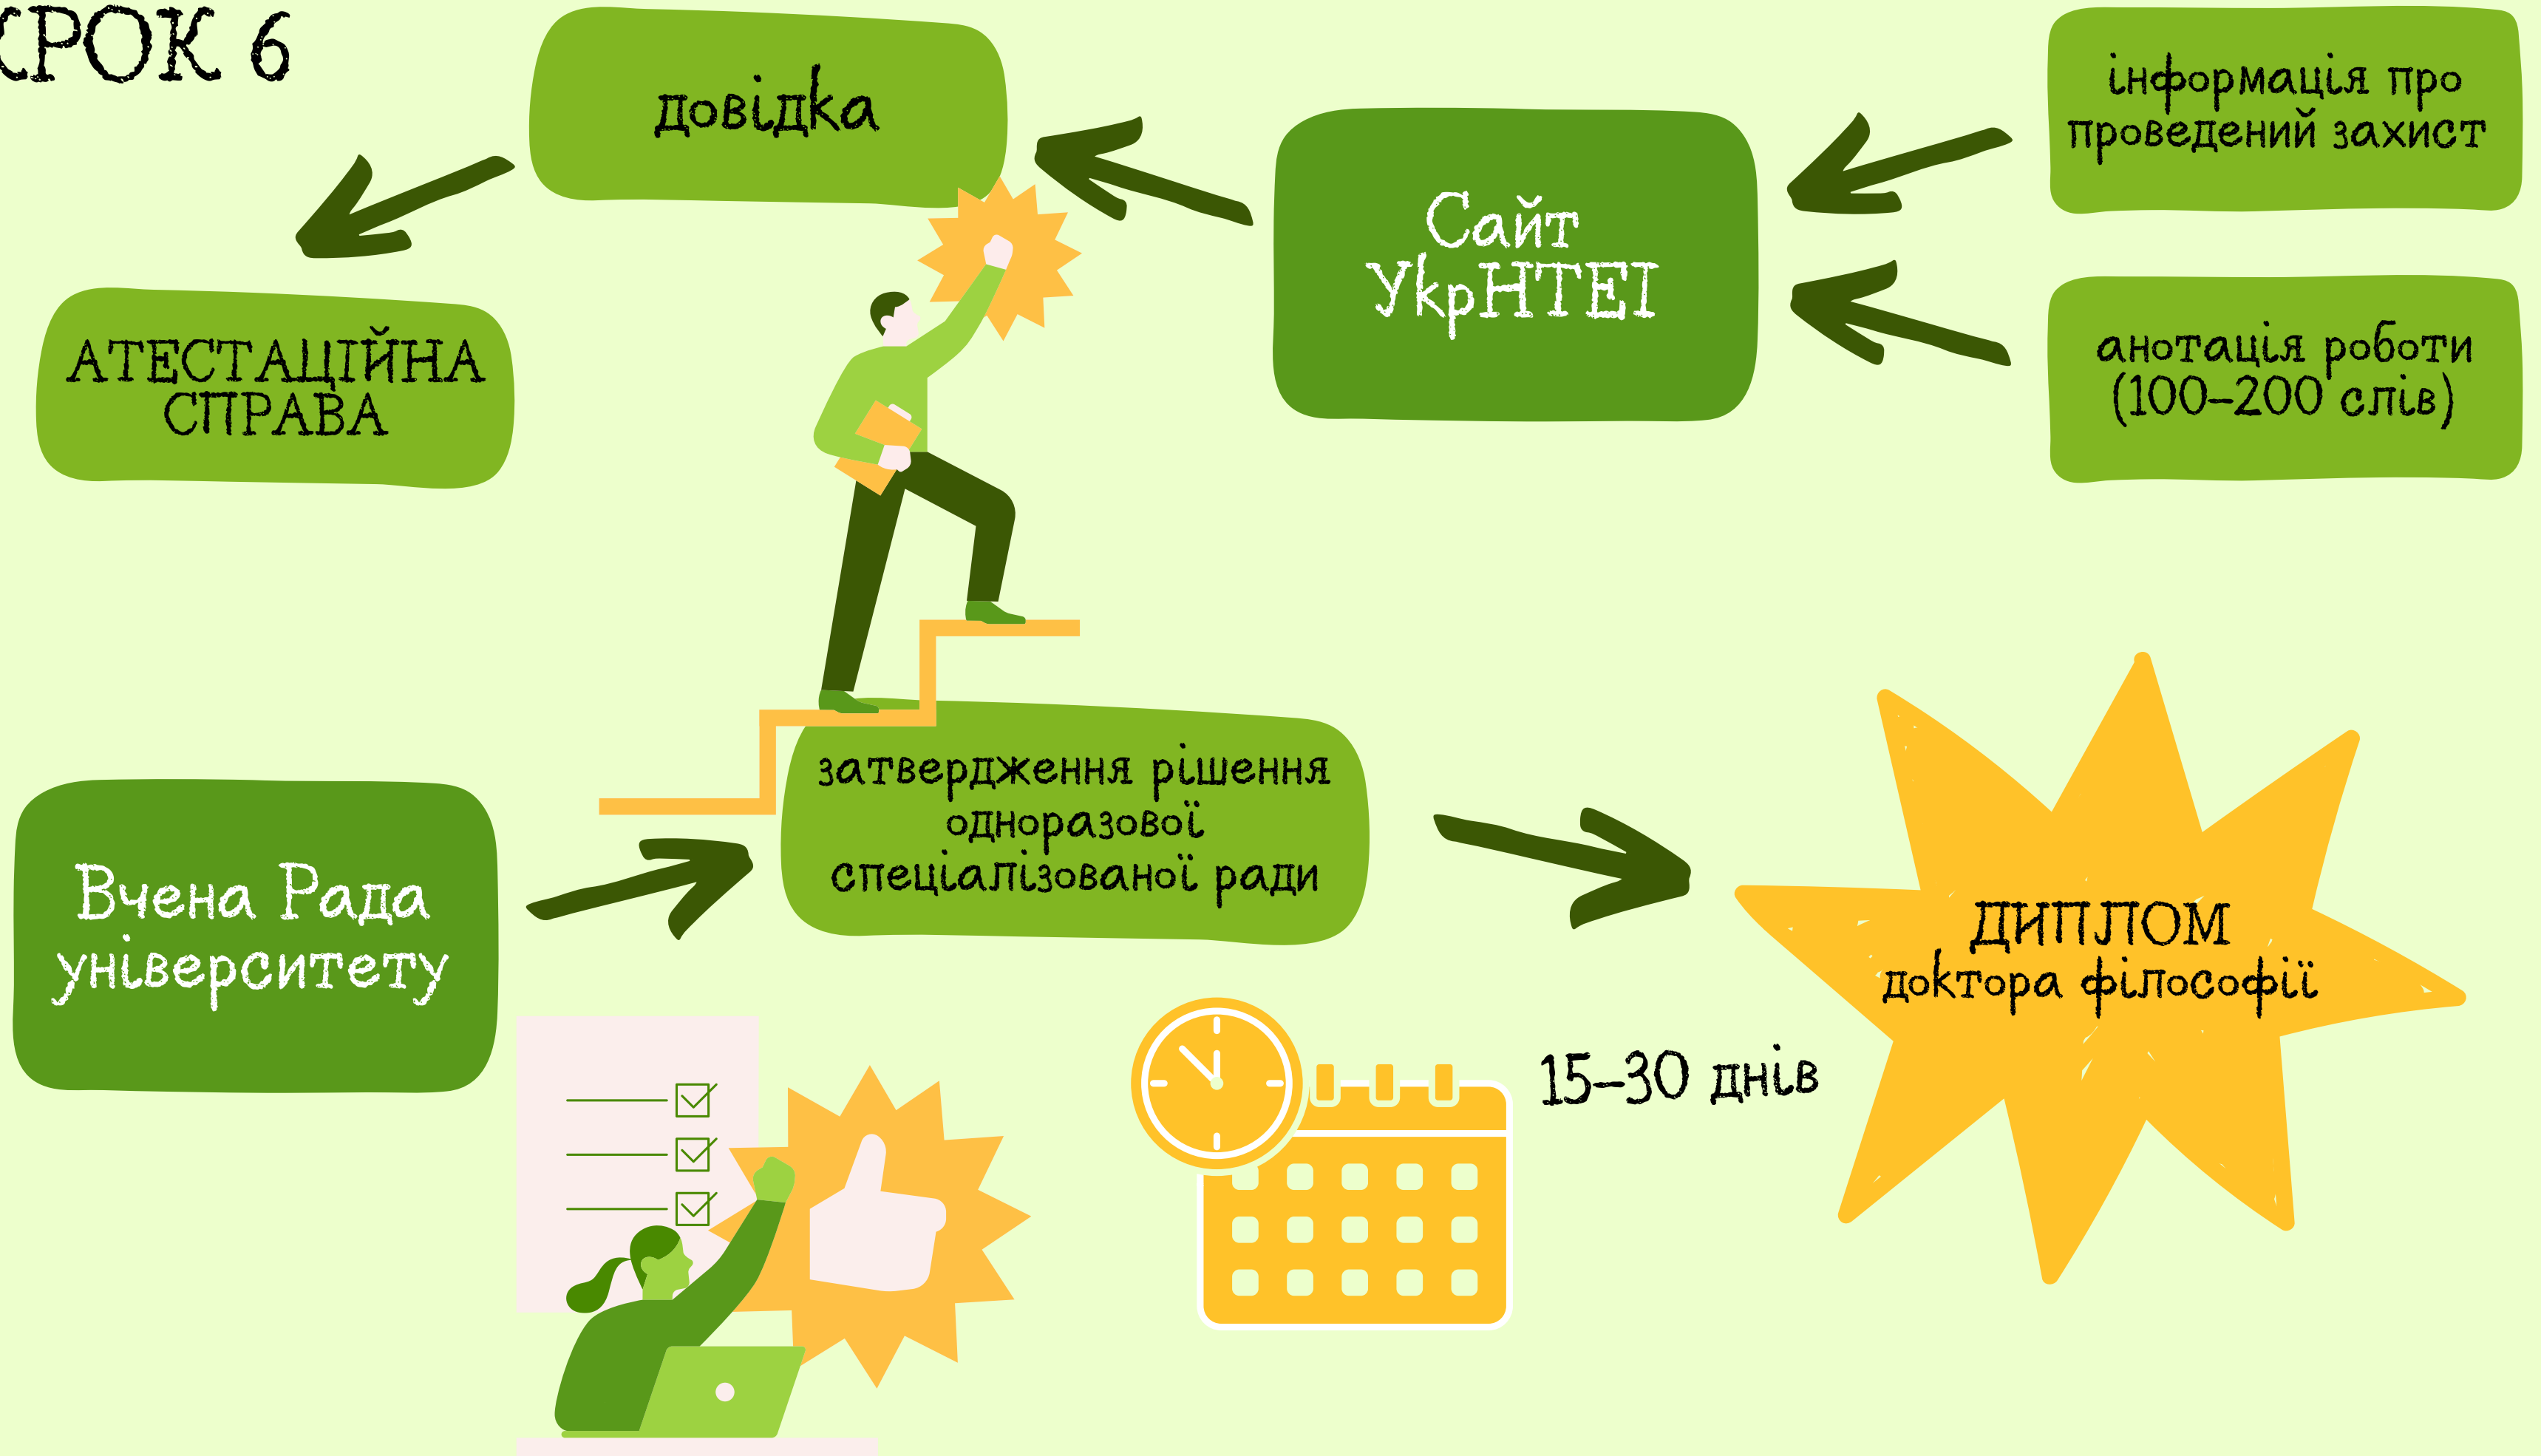 КРОК 6
довідка
Сайт
УкрНТЕІ
інформація про
проведений захист
анотація роботи
(100–200 слів)
АТЕСТАЦІЙНА
СПРАВА
Вчена Рада
університету
затвердження рішення
одноразової
спеціалізованої ради
ДИПЛОМ
доктора філософії
15–30 днів